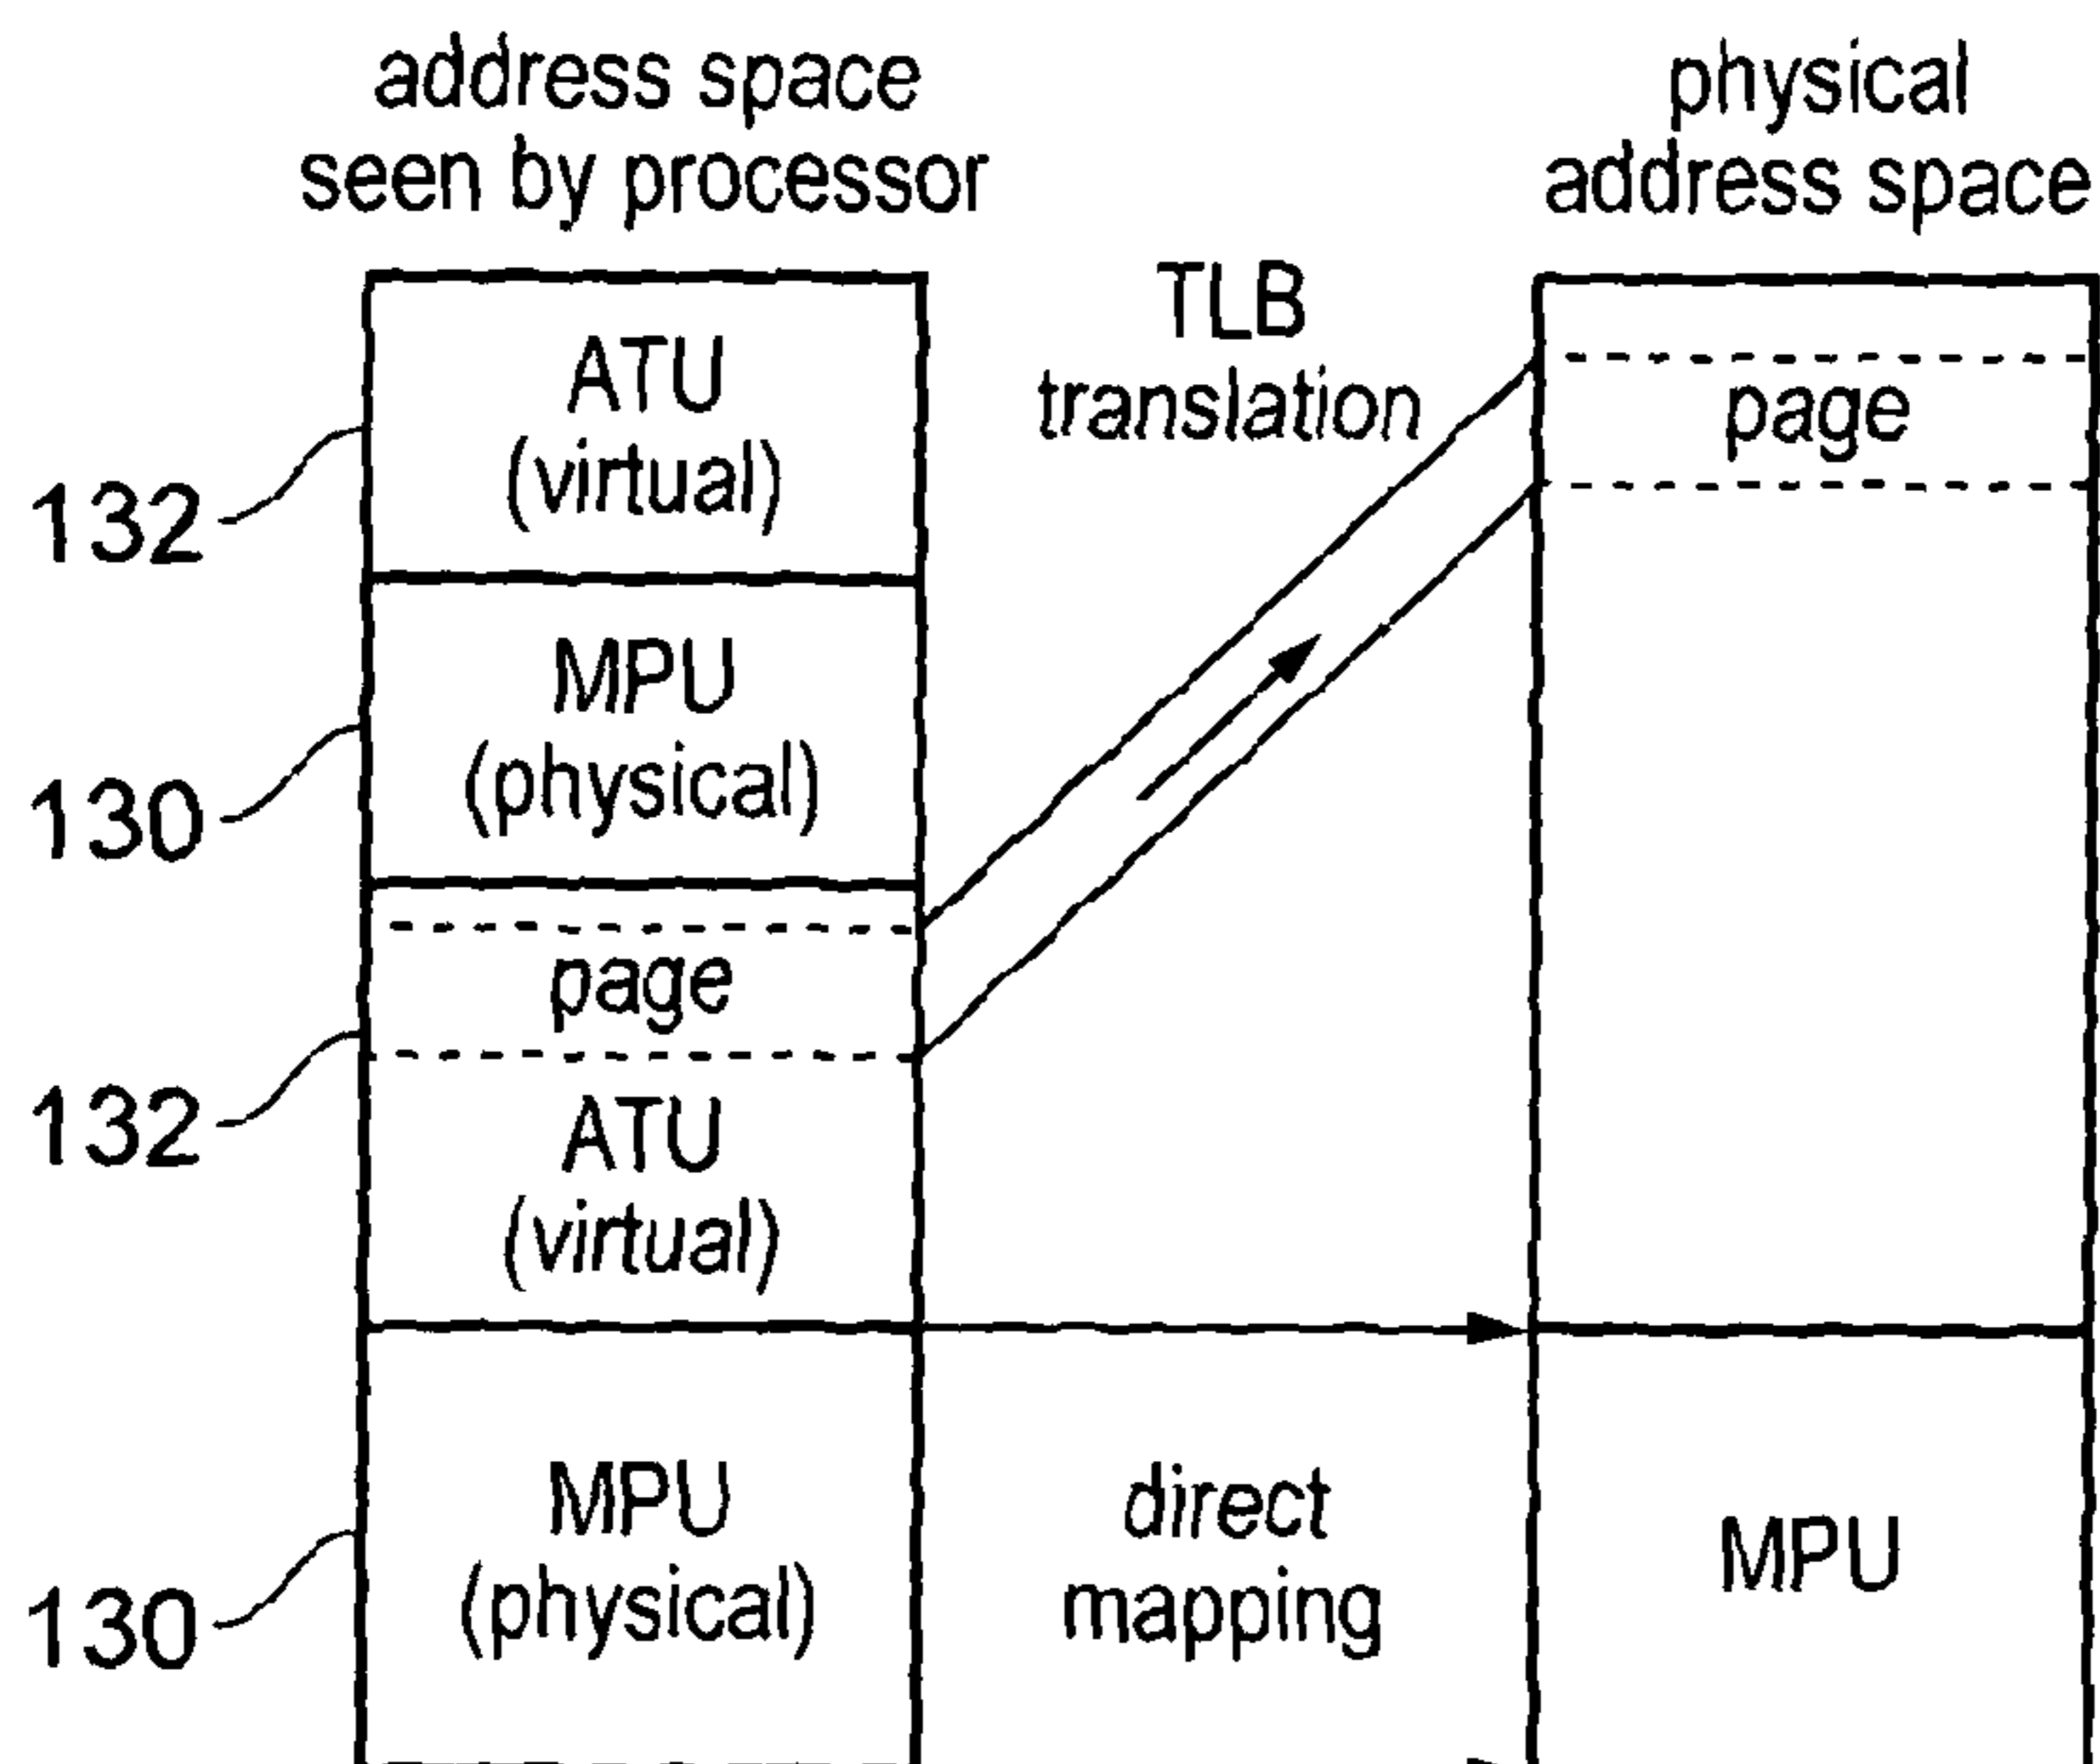 address space
seen by processor
physical
address space
TLB
translation
ATU
(virtual)
page
132
MPU
(physical)
130
page
132
ATU
(virtual)
MPU
(physical)
direct
mapping
MPU
130